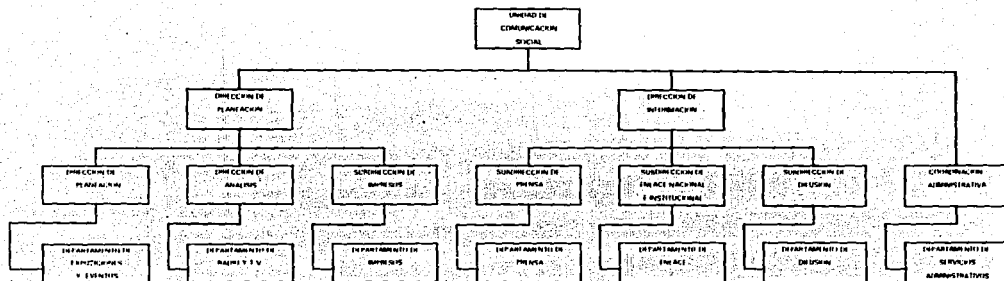 UNIDAD DE
COMUNICACION
SOCIAL
DIRECCION DE
PLANEACION
DIRECCION DE
INFORMACION
DIRECCION DE
PLANEACION
DIRECCION DE
ANALISIS
SUBDIRECCION DE
IMPRESOS
SUBDIRECCION DE
PRENSA
SUBDIRECCION DE
ENLACE NACIONAL
E INSTITUCIONAL
SUBDIRECCION DE
DIFUSION
COORDINACION
ADMINISTRATIVA
DEPARTAMENTO DE
EXPOSICIONES
Y EVENTOS
DEPARTAMENTO DE
RADIO Y T.V.
DEPARTAMENTO DE
IMPRESOS
DEPARTAMENTO DE
PRENSA
DEPARTAMENTO DE
ENLACE
DEPARTAMENTO DE
DIFUSION
DEPARTAMENTO DE
SERVICIOS
ADMINISTRATIVOS